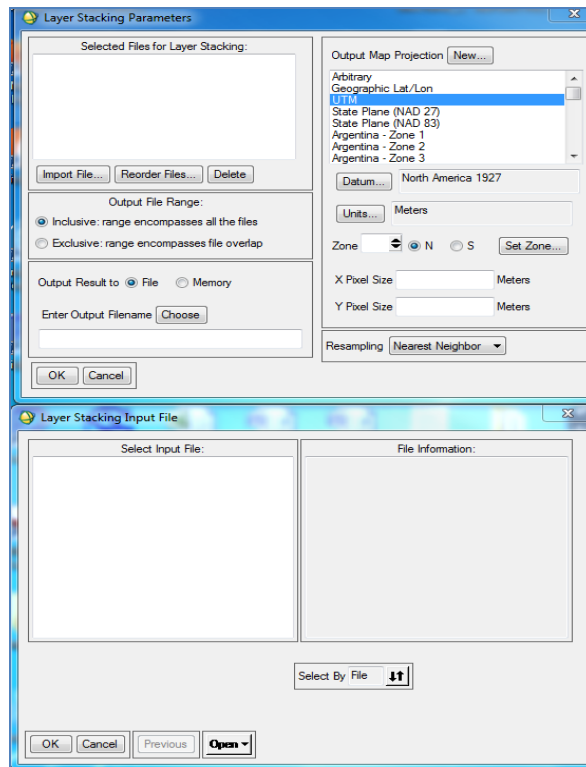 Layer Stacking Parameters
Selected Files for Layer Stacking:
Import File... Reorder Files... Delete
Output File Range:
Inclusive: range encompasses all the files
Exclusive: range encompasses file overlap
Output Result to File Memory
Enter Output Filename Choose
OK Cancel
Output Map Projection New...
Arbitrary
Geographic Lat/Lon
UTM
State Plane (NAD 27)
State Plane (NAD 83)
Argentina - Zone 1
Argentina - Zone 2
Argentina - Zone 3
Datum... North America 1927
Units... Meters
Zone N S Set Zone...
X Pixel Size Meters
Y Pixel Size Meters
Resampling Nearest Neighbor
Layer Stacking Input File
Select Input File:
File Information:
Select By File
OK Cancel Previous Open